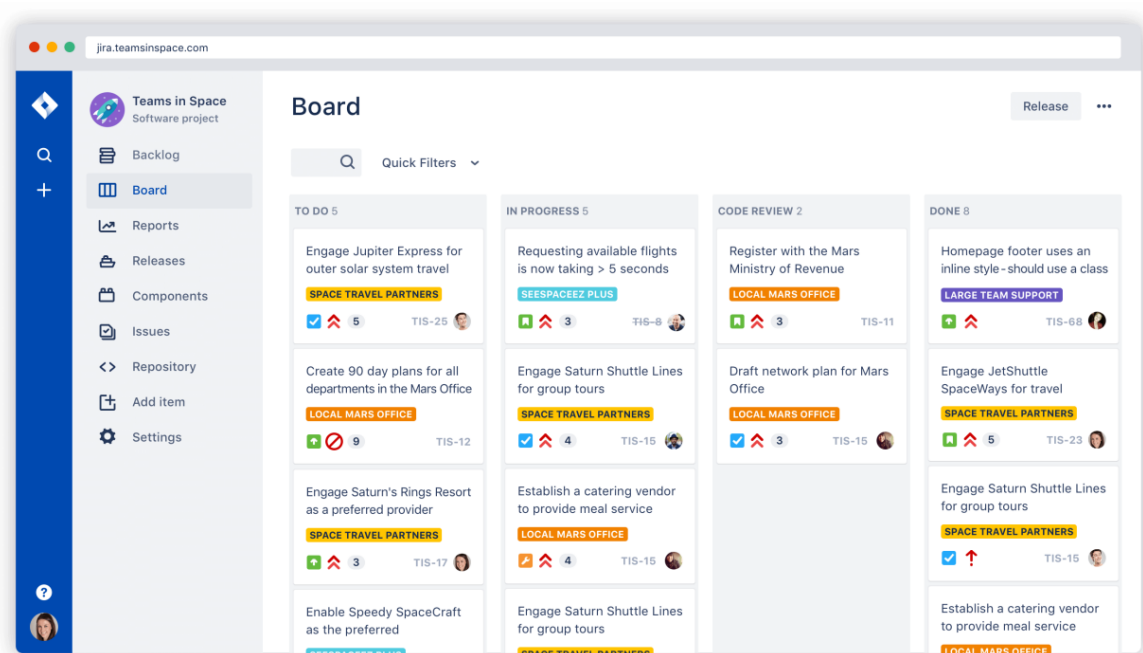 jira.teamsinspace.com
Teams in Space
Software project
Backlog
Board
Reports
Releases
Components
Issues
Repository
Add item
Settings
Board
Release
Quick Filters
TO DO 5
Engage Jupiter Express for
outer solar system travel
SPACE TRAVEL PARTNERS
5 TIS-25
Create 90 day plans for all
departments in the Mars Office
LOCAL MARS OFFICE
9 TIS-12
Engage Saturn's Rings Resort
as a preferred provider
SPACE TRAVEL PARTNERS
3 TIS-17
Enable Speedy SpaceCraft
as the preferred
SEESPACEEZ PLUS
IN PROGRESS 5
Requesting available flights
is now taking > 5 seconds
SEESPACEEZ PLUS
3 TIS-8
Engage Saturn Shuttle Lines
for group tours
SPACE TRAVEL PARTNERS
4 TIS-15
Establish a catering vendor
to provide meal service
LOCAL MARS OFFICE
4 TIS-15
Engage Saturn Shuttle Lines
for group tours
SPACE TRAVEL PARTNERS
CODE REVIEW 2
Register with the Mars
Ministry of Revenue
LOCAL MARS OFFICE
3 TIS-11
Draft network plan for Mars
Office
LOCAL MARS OFFICE
3 TIS-15
DONE 8
Homepage footer uses an
inline style - should use a class
LARGE TEAM SUPPORT
TIS-68
Engage JetShuttle
SpaceWays for travel
SPACE TRAVEL PARTNERS
5 TIS-23
Engage Saturn Shuttle Lines
for group tours
SPACE TRAVEL PARTNERS
TIS-15
Establish a catering vendor
to provide meal service
LOCAL MARS OFFICE
?